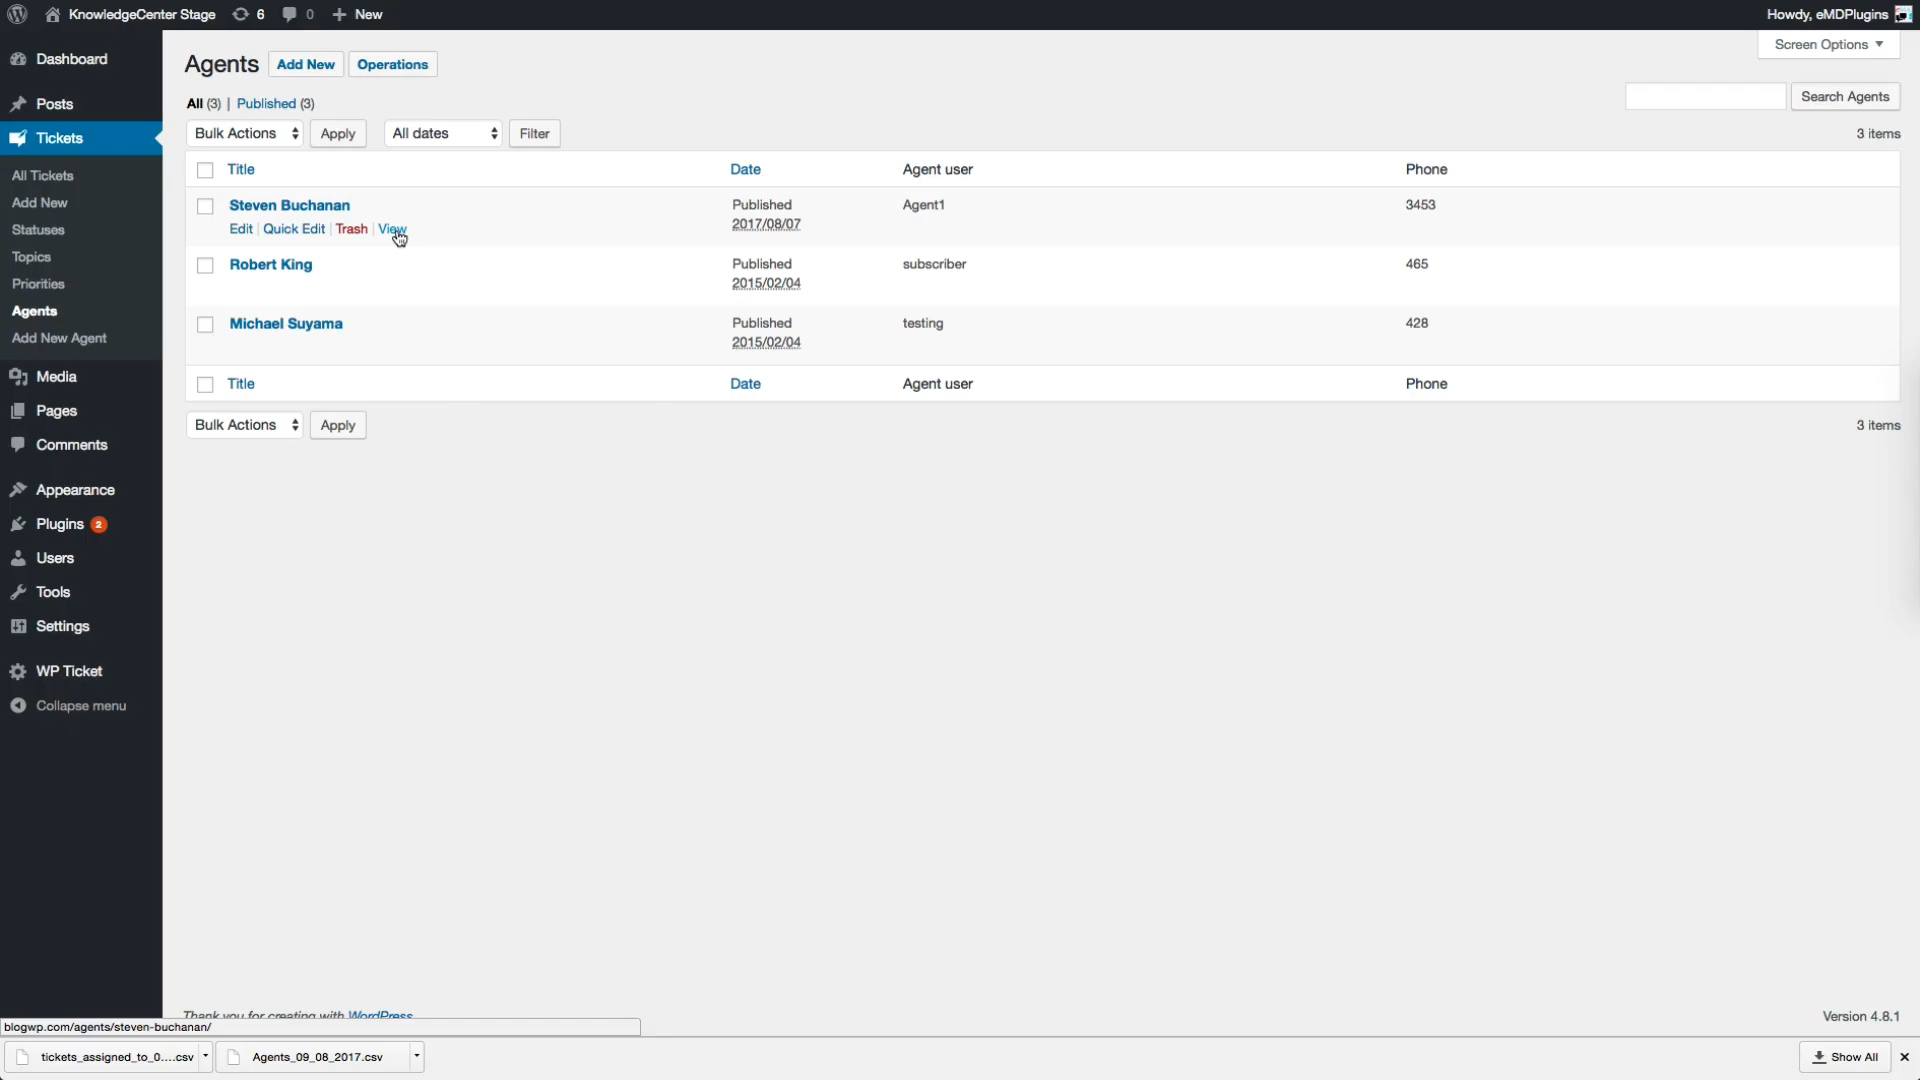 KnowledgeCenter Stage 6 0 + New Howdy, eMDPlugins
Screen Options
Dashboard
Posts
Tickets
All Tickets
Add New
Statuses
Topics
Priorities
Agents
Add New Agent
Media
Pages
Comments
Appearance
Plugins 2
Users
Tools
Settings
WP Ticket
Collapse menu
Agents Add New Operations
All (3) | Published (3)
Search Agents
Bulk Actions Apply All dates Filter 3 items
Title Date Agent user Phone
Steven Buchanan Published Agent1 3453
Edit | Quick Edit | Trash | View 2017/08/07
Robert King Published subscriber 465
2015/02/04
Michael Suyama Published testing 428
2015/02/04
Title Date Agent user Phone
Bulk Actions Apply 3 items
Thank you for creating with WordPress Version 4.8.1
blogwp.com/agents/steven-buchanan/
tickets_assigned_to_0....csv Agents_09_08_2017.csv Show All